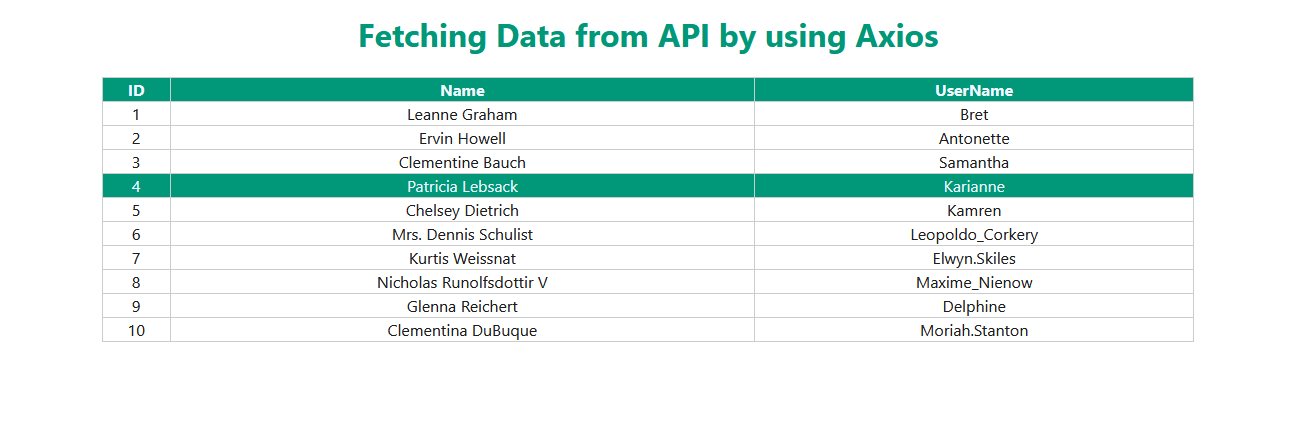 Fetching Data from API by using Axios
ID Name UserName
1 Leanne Graham Bret
2 Ervin Howell Antonette
3 Clementine Bauch Samantha
4 Patricia Lebsack Karianne
5 Chelsey Dietrich Kamren
6 Mrs. Dennis Schulist Leopoldo_Corkery
7 Kurtis Weissnat Elwyn.Skiles
8 Nicholas Runolfsdottir V Maxime_Nienow
9 Glenna Reichert Delphine
10 Clementina DuBuque Moriah.Stanton